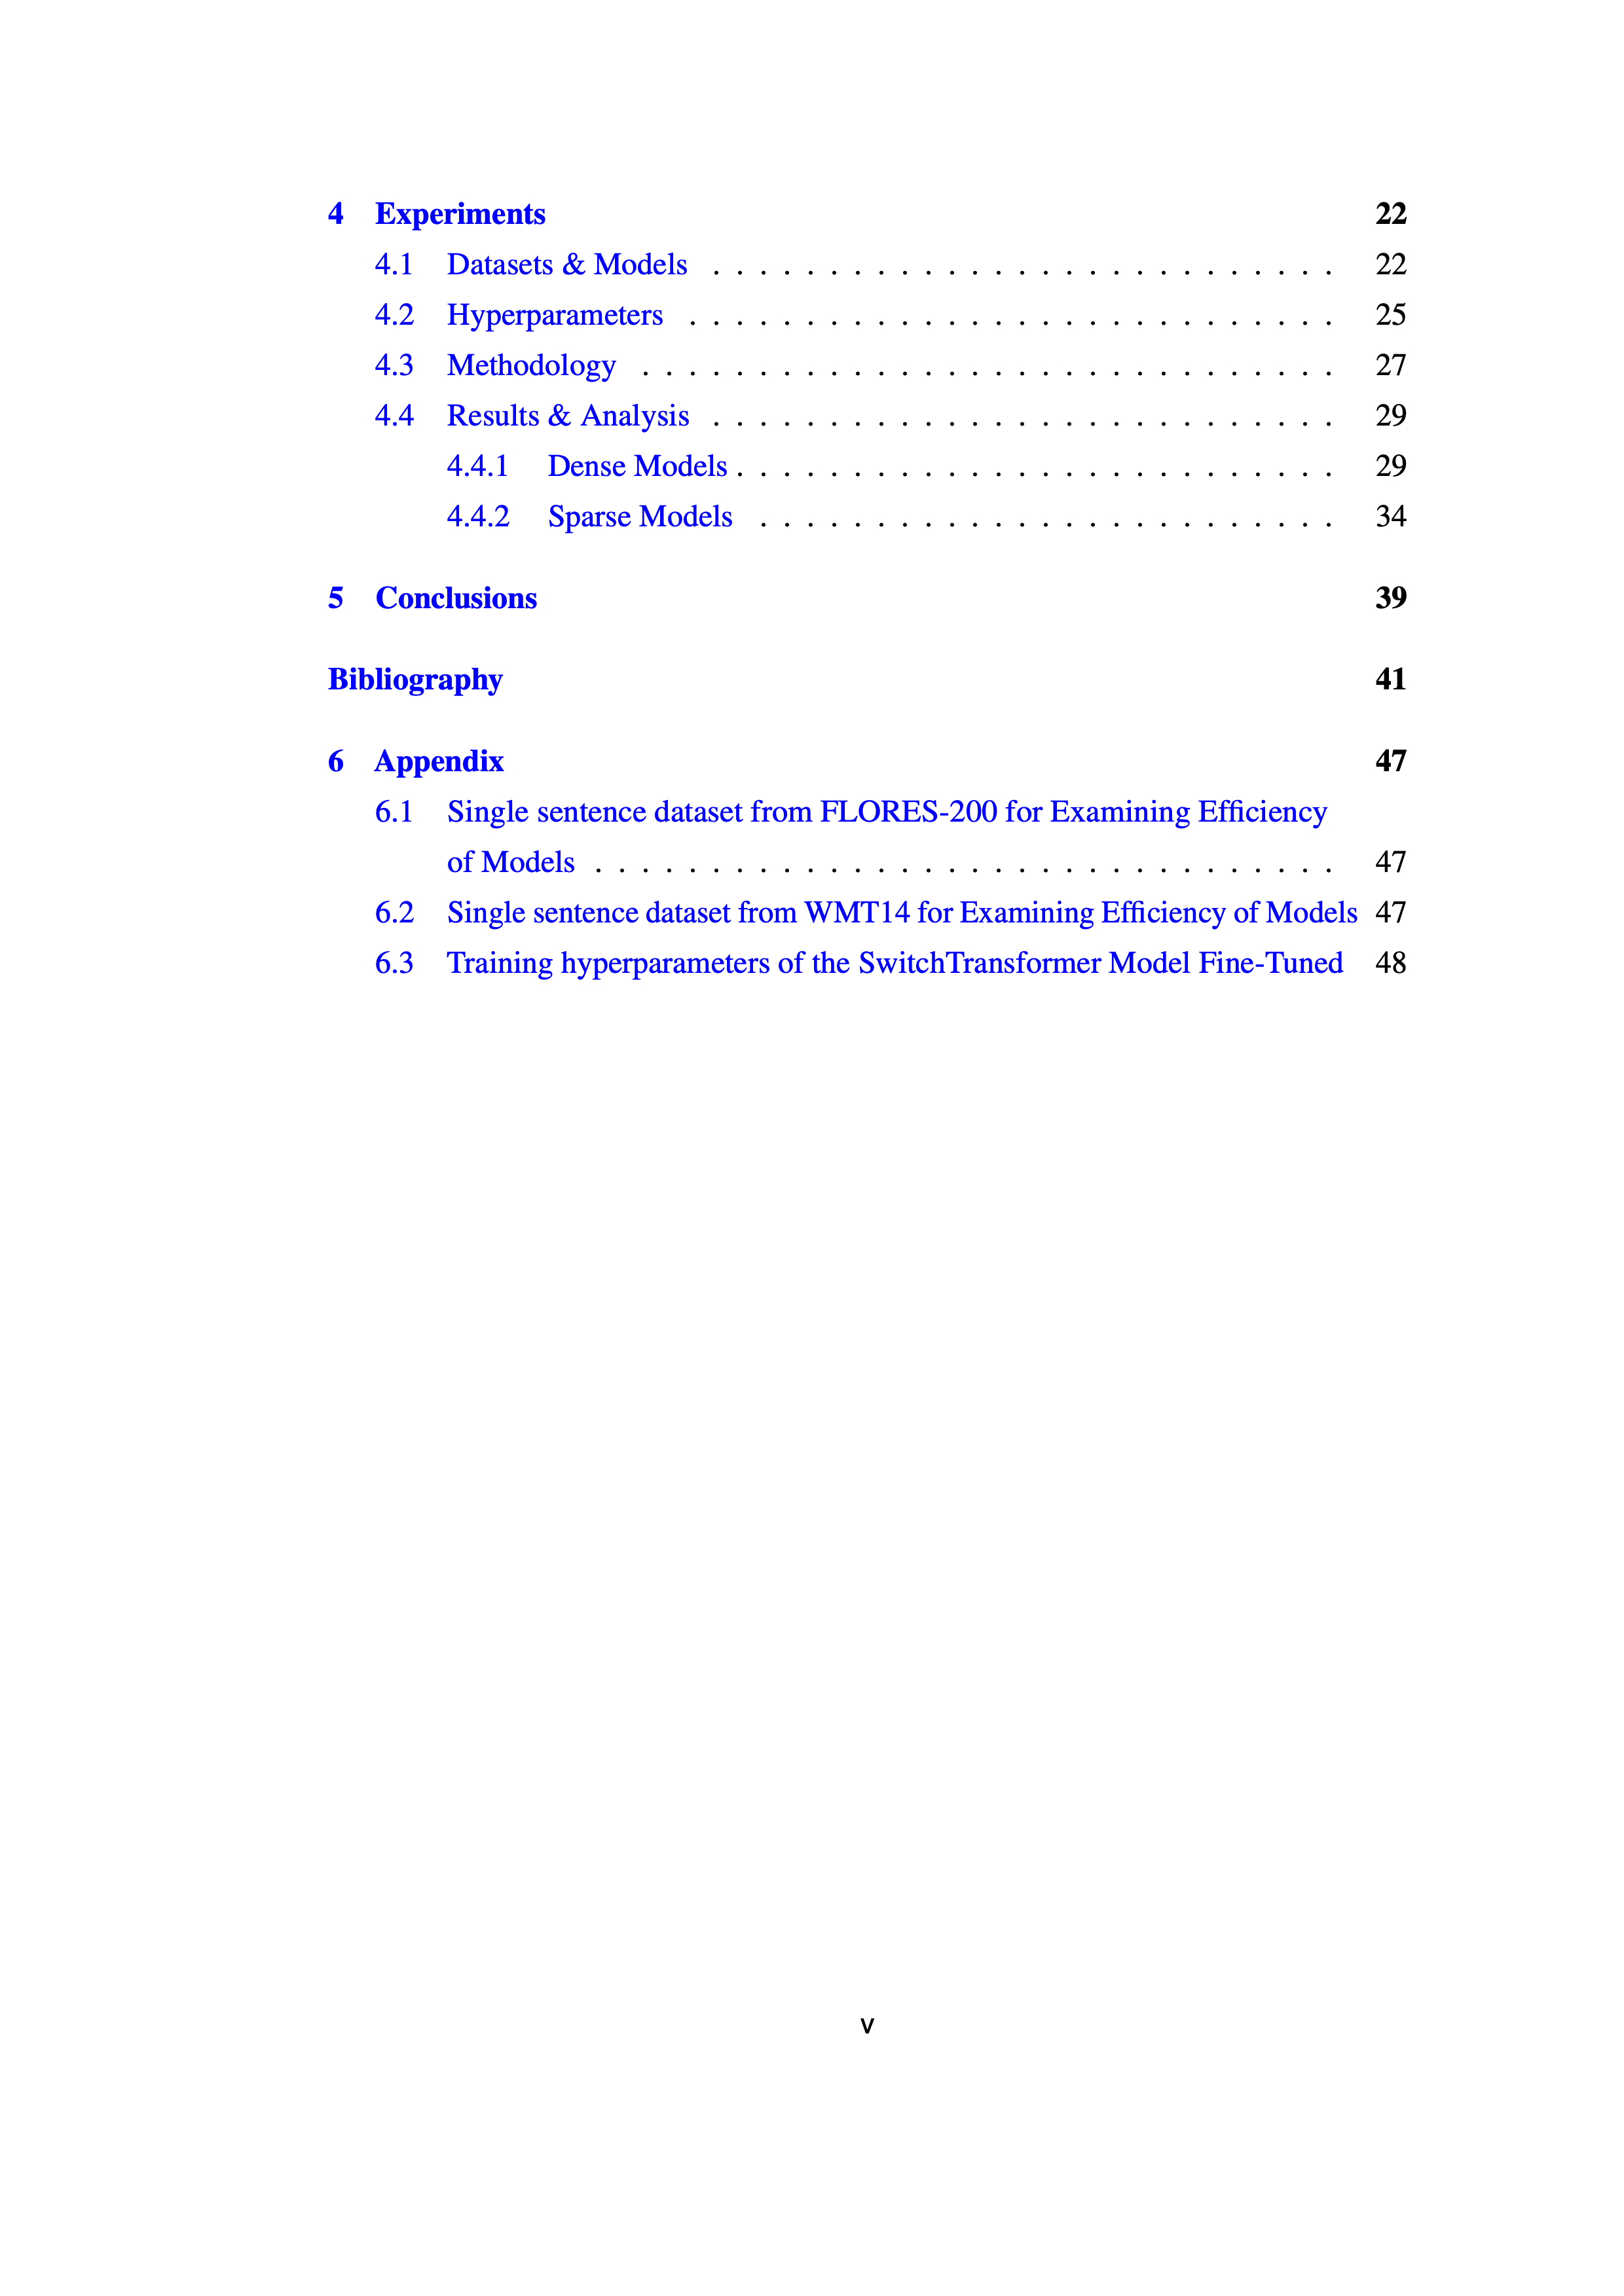 4 Experiments 22
4.1 Datasets & Models . . . . . . . . . . . . . . . . . . . . . . . . . . . 22
4.2 Hyperparameters . . . . . . . . . . . . . . . . . . . . . . . . . . . . 25
4.3 Methodology . . . . . . . . . . . . . . . . . . . . . . . . . . . . . . 27
4.4 Results & Analysis . . . . . . . . . . . . . . . . . . . . . . . . . . . 29
4.4.1 Dense Models . . . . . . . . . . . . . . . . . . . . . . . . . . 29
4.4.2 Sparse Models . . . . . . . . . . . . . . . . . . . . . . . . . 34
5 Conclusions 39
Bibliography 41
6 Appendix 47
6.1 Single sentence dataset from FLORES-200 for Examining Efficiency
of Models . . . . . . . . . . . . . . . . . . . . . . . . . . . . . . . . 47
6.2 Single sentence dataset from WMT14 for Examining Efficiency of Models 47
6.3 Training hyperparameters of the SwitchTransformer Model Fine-Tuned 48
v